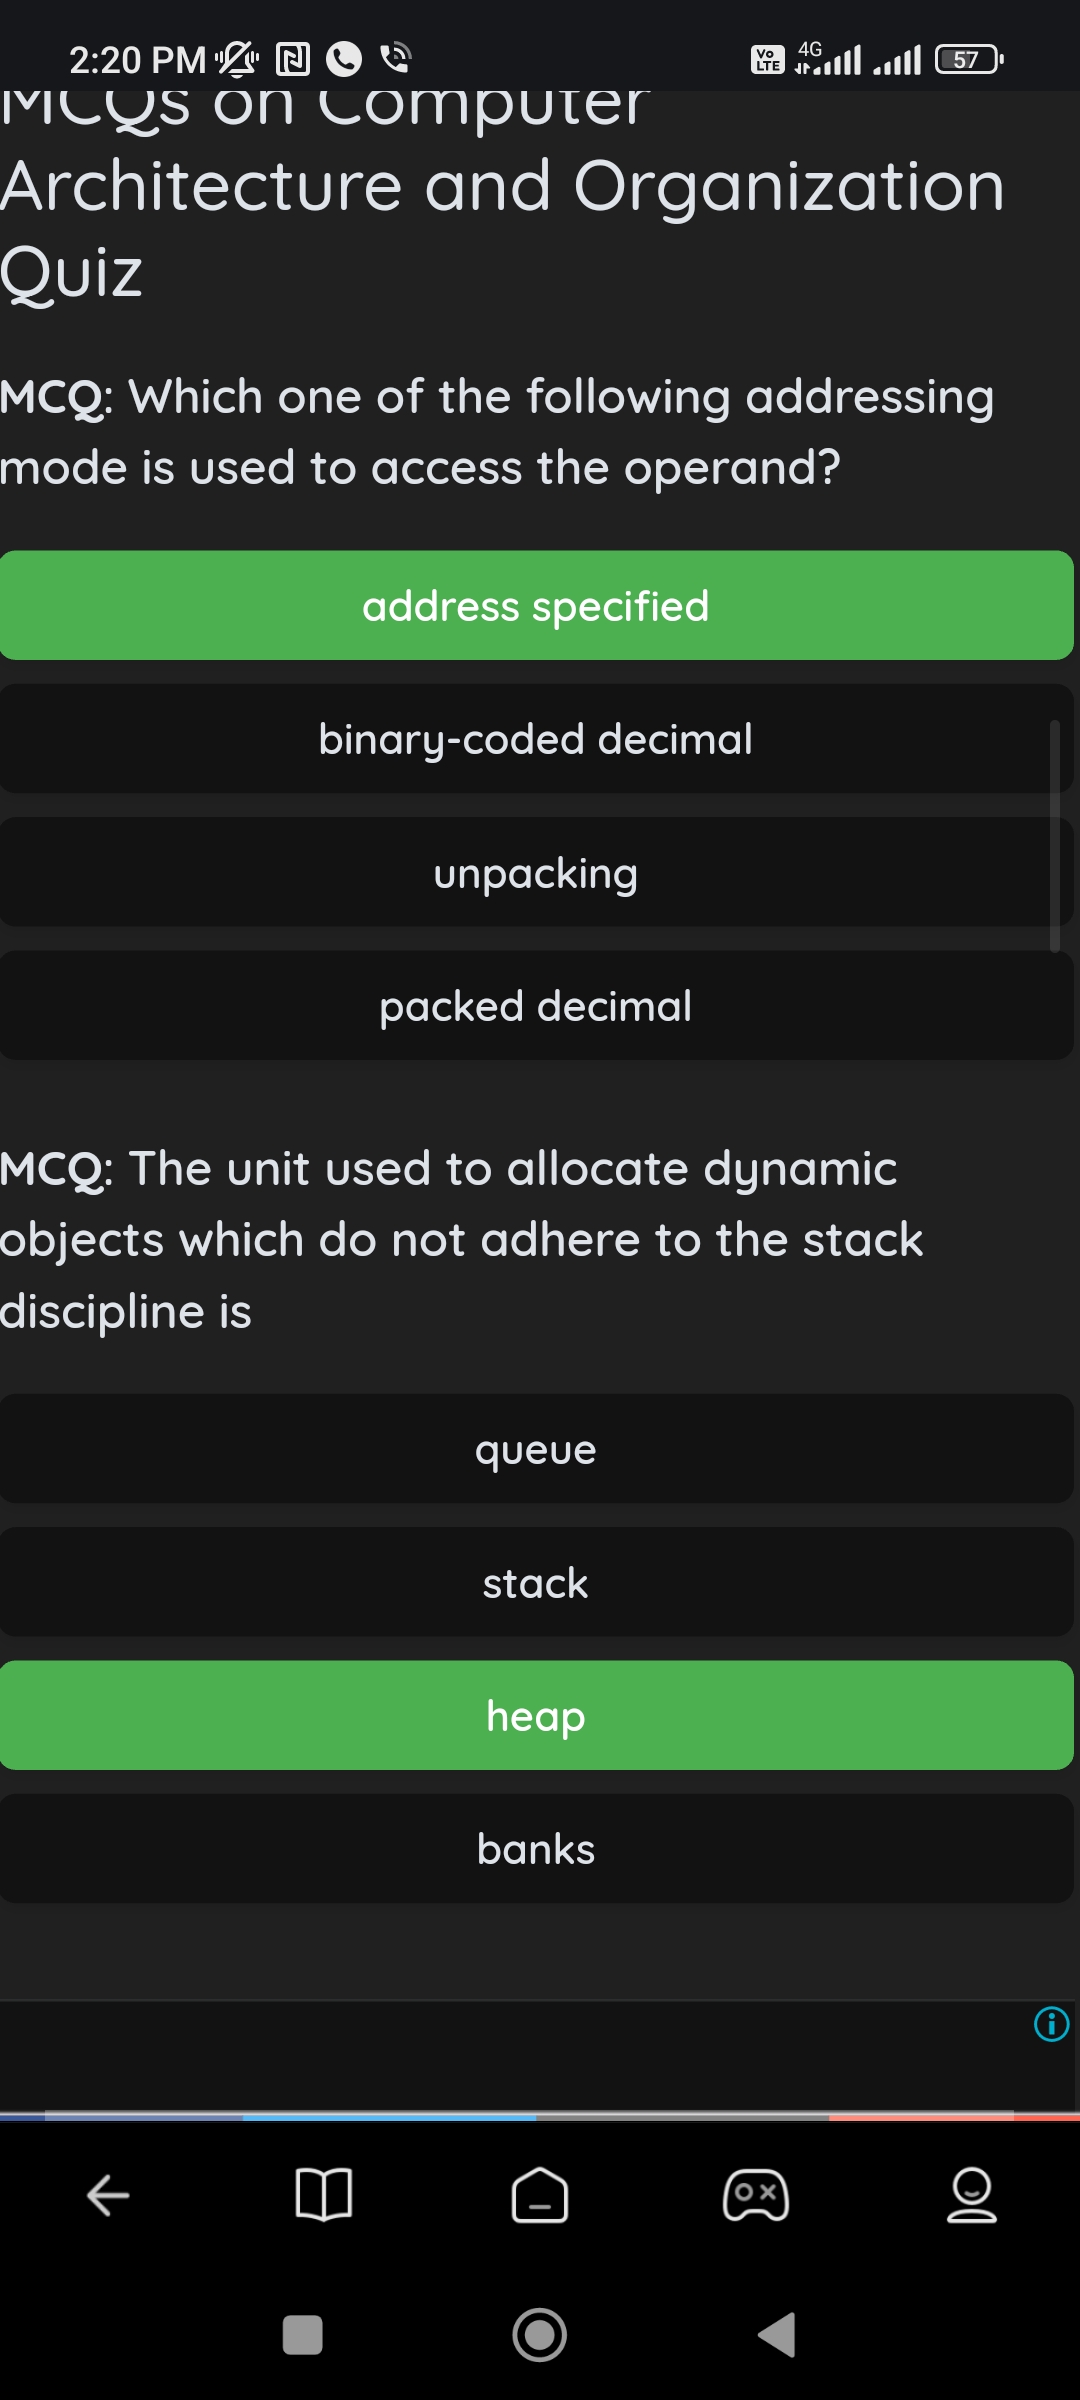 2:20 PM
Vo LTE 4G 57
MCQs on Computer
Architecture and Organization
Quiz
MCQ: Which one of the following addressing
mode is used to access the operand?
address specified
binary-coded decimal
unpacking
packed decimal
MCQ: The unit used to allocate dynamic
objects which do not adhere to the stack
discipline is
queue
stack
heap
banks